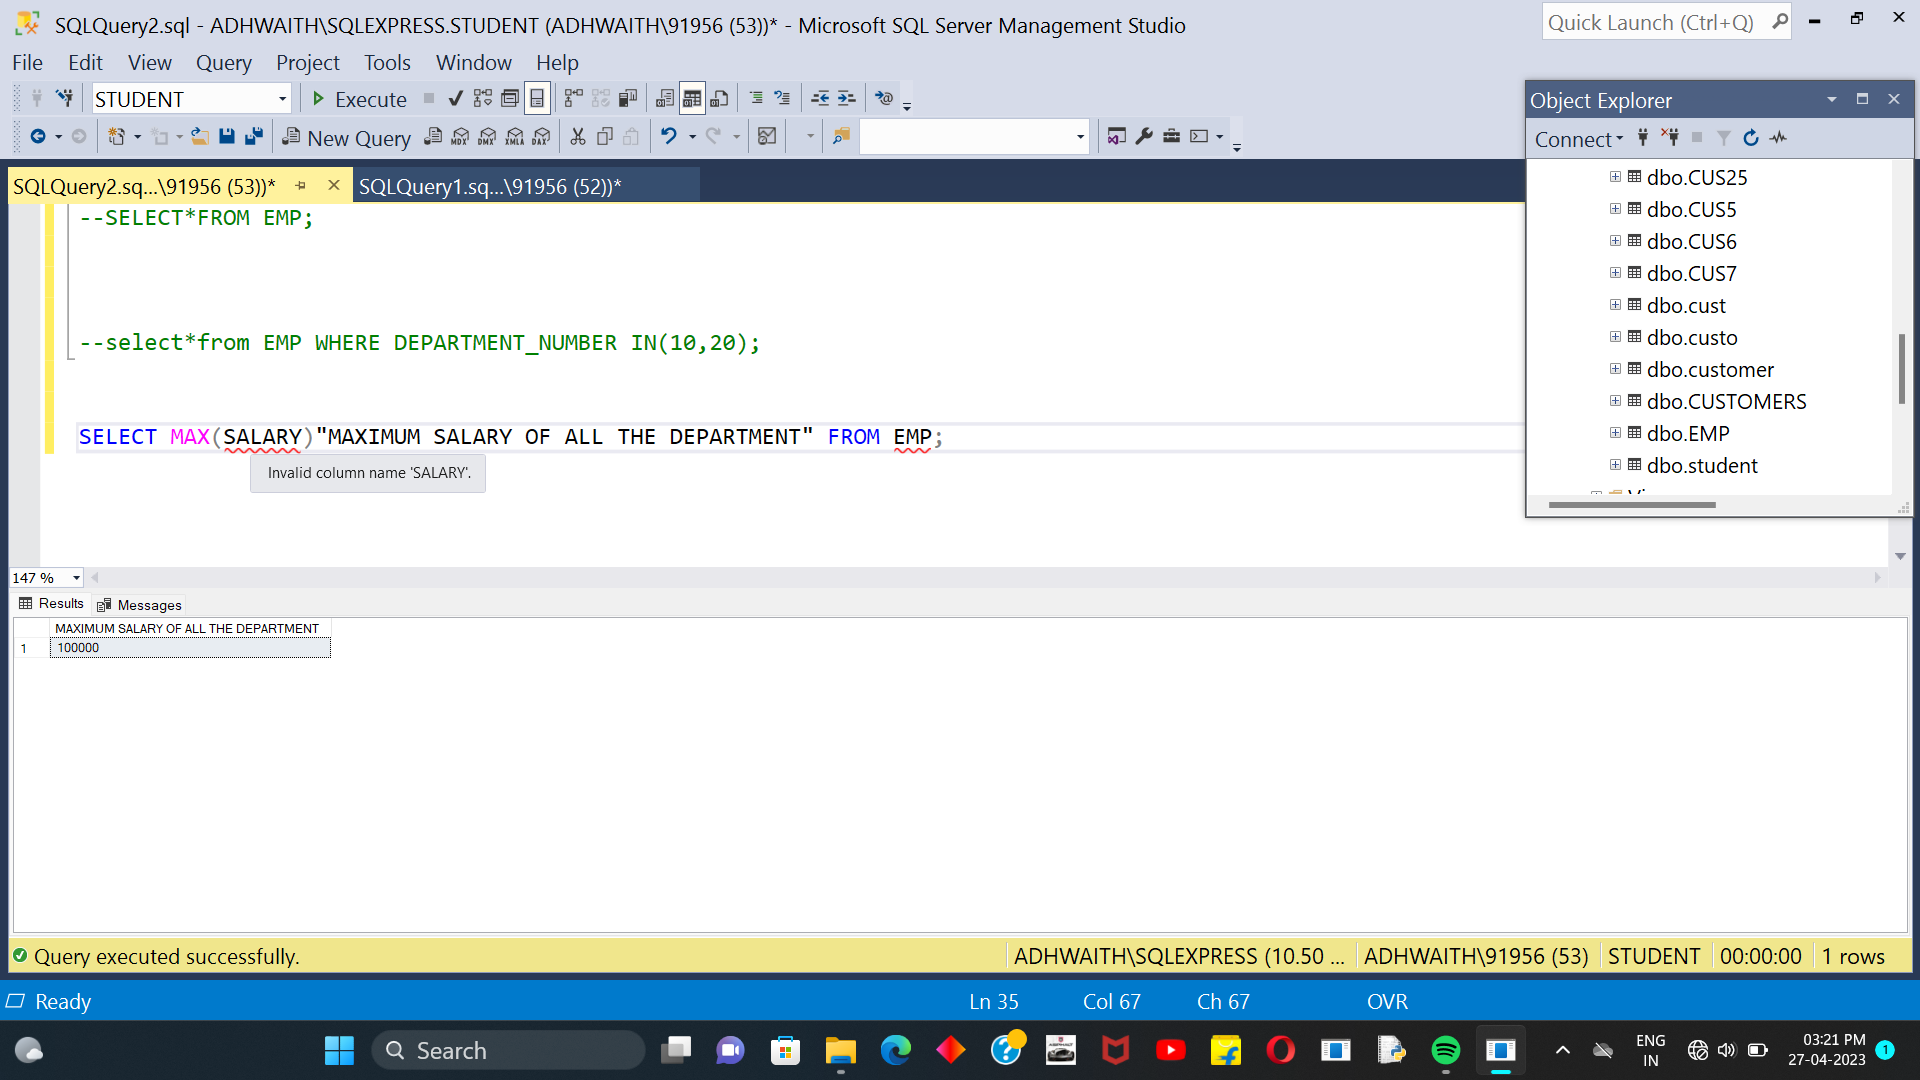 SQLQuery2.sql - ADHWAITH\SQLEXPRESS.STUDENT (ADHWAITH\91956 (53))* - Microsoft SQL Server Management Studio
Quick Launch (Ctrl+Q)
File Edit View Query Project Tools Window Help
STUDENT
Execute
New Query
MDX DMX XMLA DAX
Object Explorer
Connect
dbo.CUS25
dbo.CUS5
dbo.CUS6
dbo.CUS7
dbo.cust
dbo.custo
dbo.customer
dbo.CUSTOMERS
dbo.EMP
dbo.student
SQLQuery2.sq...\91956 (53))*
SQLQuery1.sq...\91956 (52))*
--SELECT*FROM EMP;
--select*from EMP WHERE DEPARTMENT_NUMBER IN(10,20);
SELECT MAX(SALARY)"MAXIMUM SALARY OF ALL THE DEPARTMENT" FROM EMP;
Invalid column name 'SALARY'.
147 %
Results Messages
MAXIMUM SALARY OF ALL THE DEPARTMENT
1 100000
Query executed successfully.
ADHWAITH\SQLEXPRESS (10.50 ... ADHWAITH\91956 (53) STUDENT 00:00:00 1 rows
Ready Ln 35 Col 67 Ch 67 OVR
Search
ENG
IN
03:21 PM
27-04-2023
1